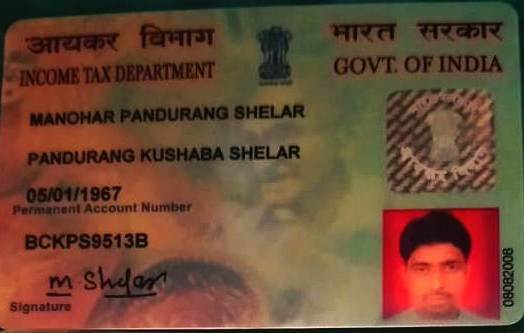 आयकर विभाग
INCOME TAX DEPARTMENT
भारत सरकार
GOVT. OF INDIA
MANOHAR PANDURANG SHELAR
PANDURANG KUSHABA SHELAR
05/01/1967
Permanent Account Number
BCKPS9513B
M. Shelar
Signature
08082008